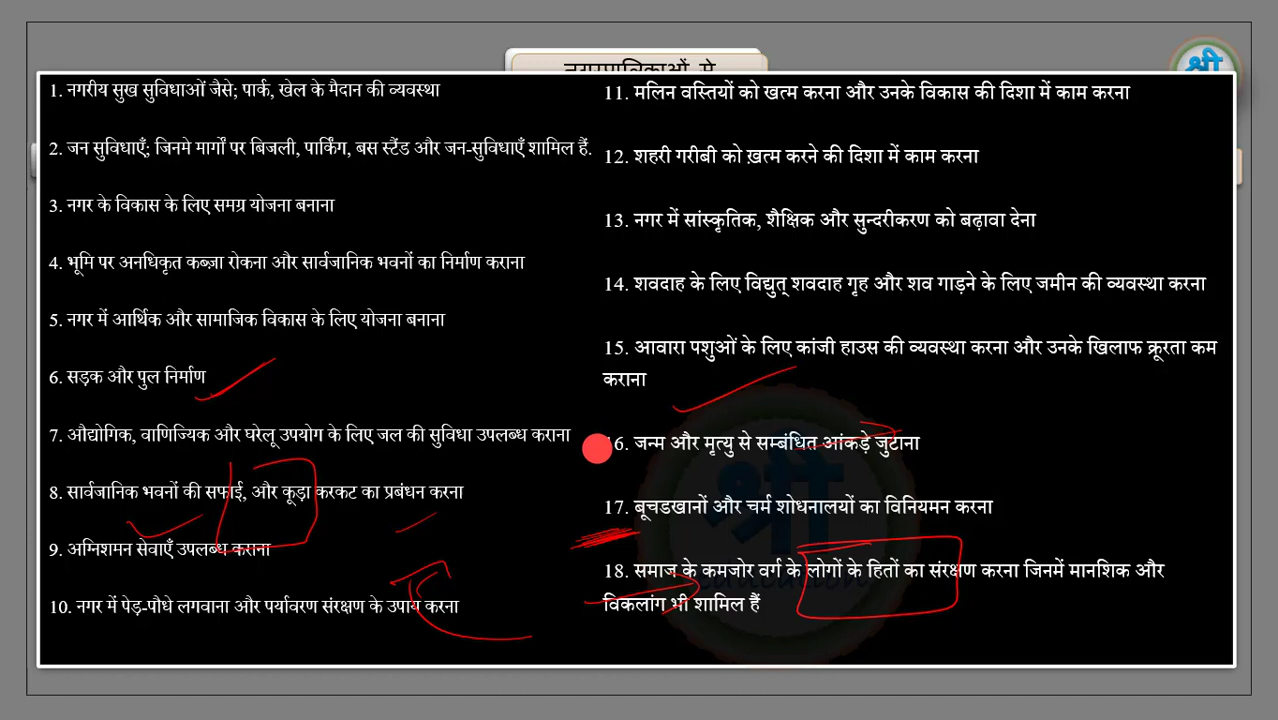 नगरपालिकाओं मे
श्री
1. नगरीय सुख सुविधाओं जैसे; पार्क, खेल के मैदान की व्यवस्था
2. जन सुविधाएँ; जिनमे मार्गों पर बिजली, पार्किंग, बस स्टैंड और जन-सुविधाएँ शामिल हैं.
3. नगर के विकास के लिए समग्र योजना बनाना
4. भूमि पर अनधिकृत कब्ज़ा रोकना और सार्वजानिक भवनों का निर्माण कराना
5. नगर में आर्थिक और सामाजिक विकास के लिए योजना बनाना
6. सड़क और पुल निर्माण
7. औद्योगिक, वाणिज्यिक और घरेलू उपयोग के लिए जल की सुविधा उपलब्ध कराना
8. सार्वजानिक भवनों की सफाई, और कूड़ा करकट का प्रबंधन करना
9. अग्निशमन सेवाएँ उपलब्ध कराना
10. नगर में पेड़-पौधे लगवाना और पर्यावरण संरक्षण के उपाय करना
11. मलिन वस्तियों को खत्म करना और उनके विकास की दिशा में काम करना
12. शहरी गरीबी को ख़त्म करने की दिशा में काम करना
13. नगर में सांस्कृतिक, शैक्षिक और सुन्दरीकरण को बढ़ावा देना
14. शवदाह के लिए विद्युत् शवदाह गृह और शव गाड़ने के लिए जमीन की व्यवस्था करना
15. आवारा पशुओं के लिए कांजी हाउस की व्यवस्था करना और उनके खिलाफ क्रूरता कम
कराना
16. जन्म और मृत्यु से सम्बंधित आंकड़े जुटाना
17. बूचडखानों और चर्म शोधनालयों का विनियमन करना
18. समाज के कमजोर वर्ग के लोगों के हितों का संरक्षण करना जिनमें मानशिक और
विकलांग भी शामिल हैं